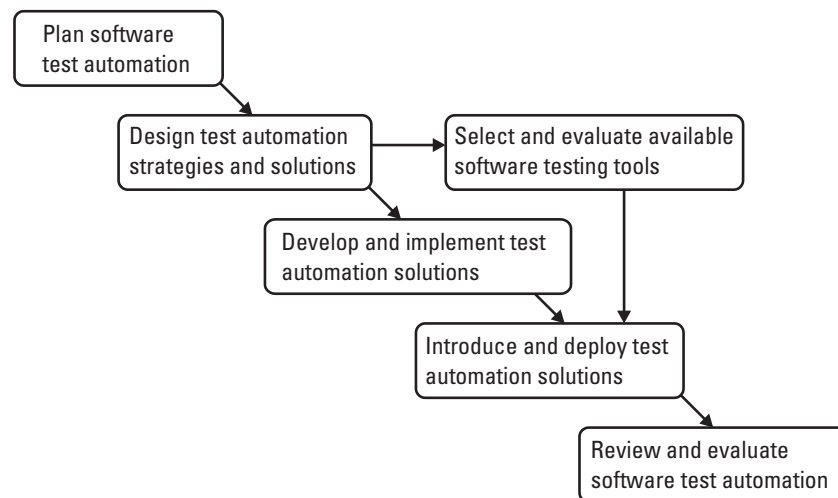 Plan software
test automation
Design test automation
strategies and solutions
Select and evaluate available
software testing tools
Develop and implement test
automation solutions
Introduce and deploy test
automation solutions
Review and evaluate
software test automation